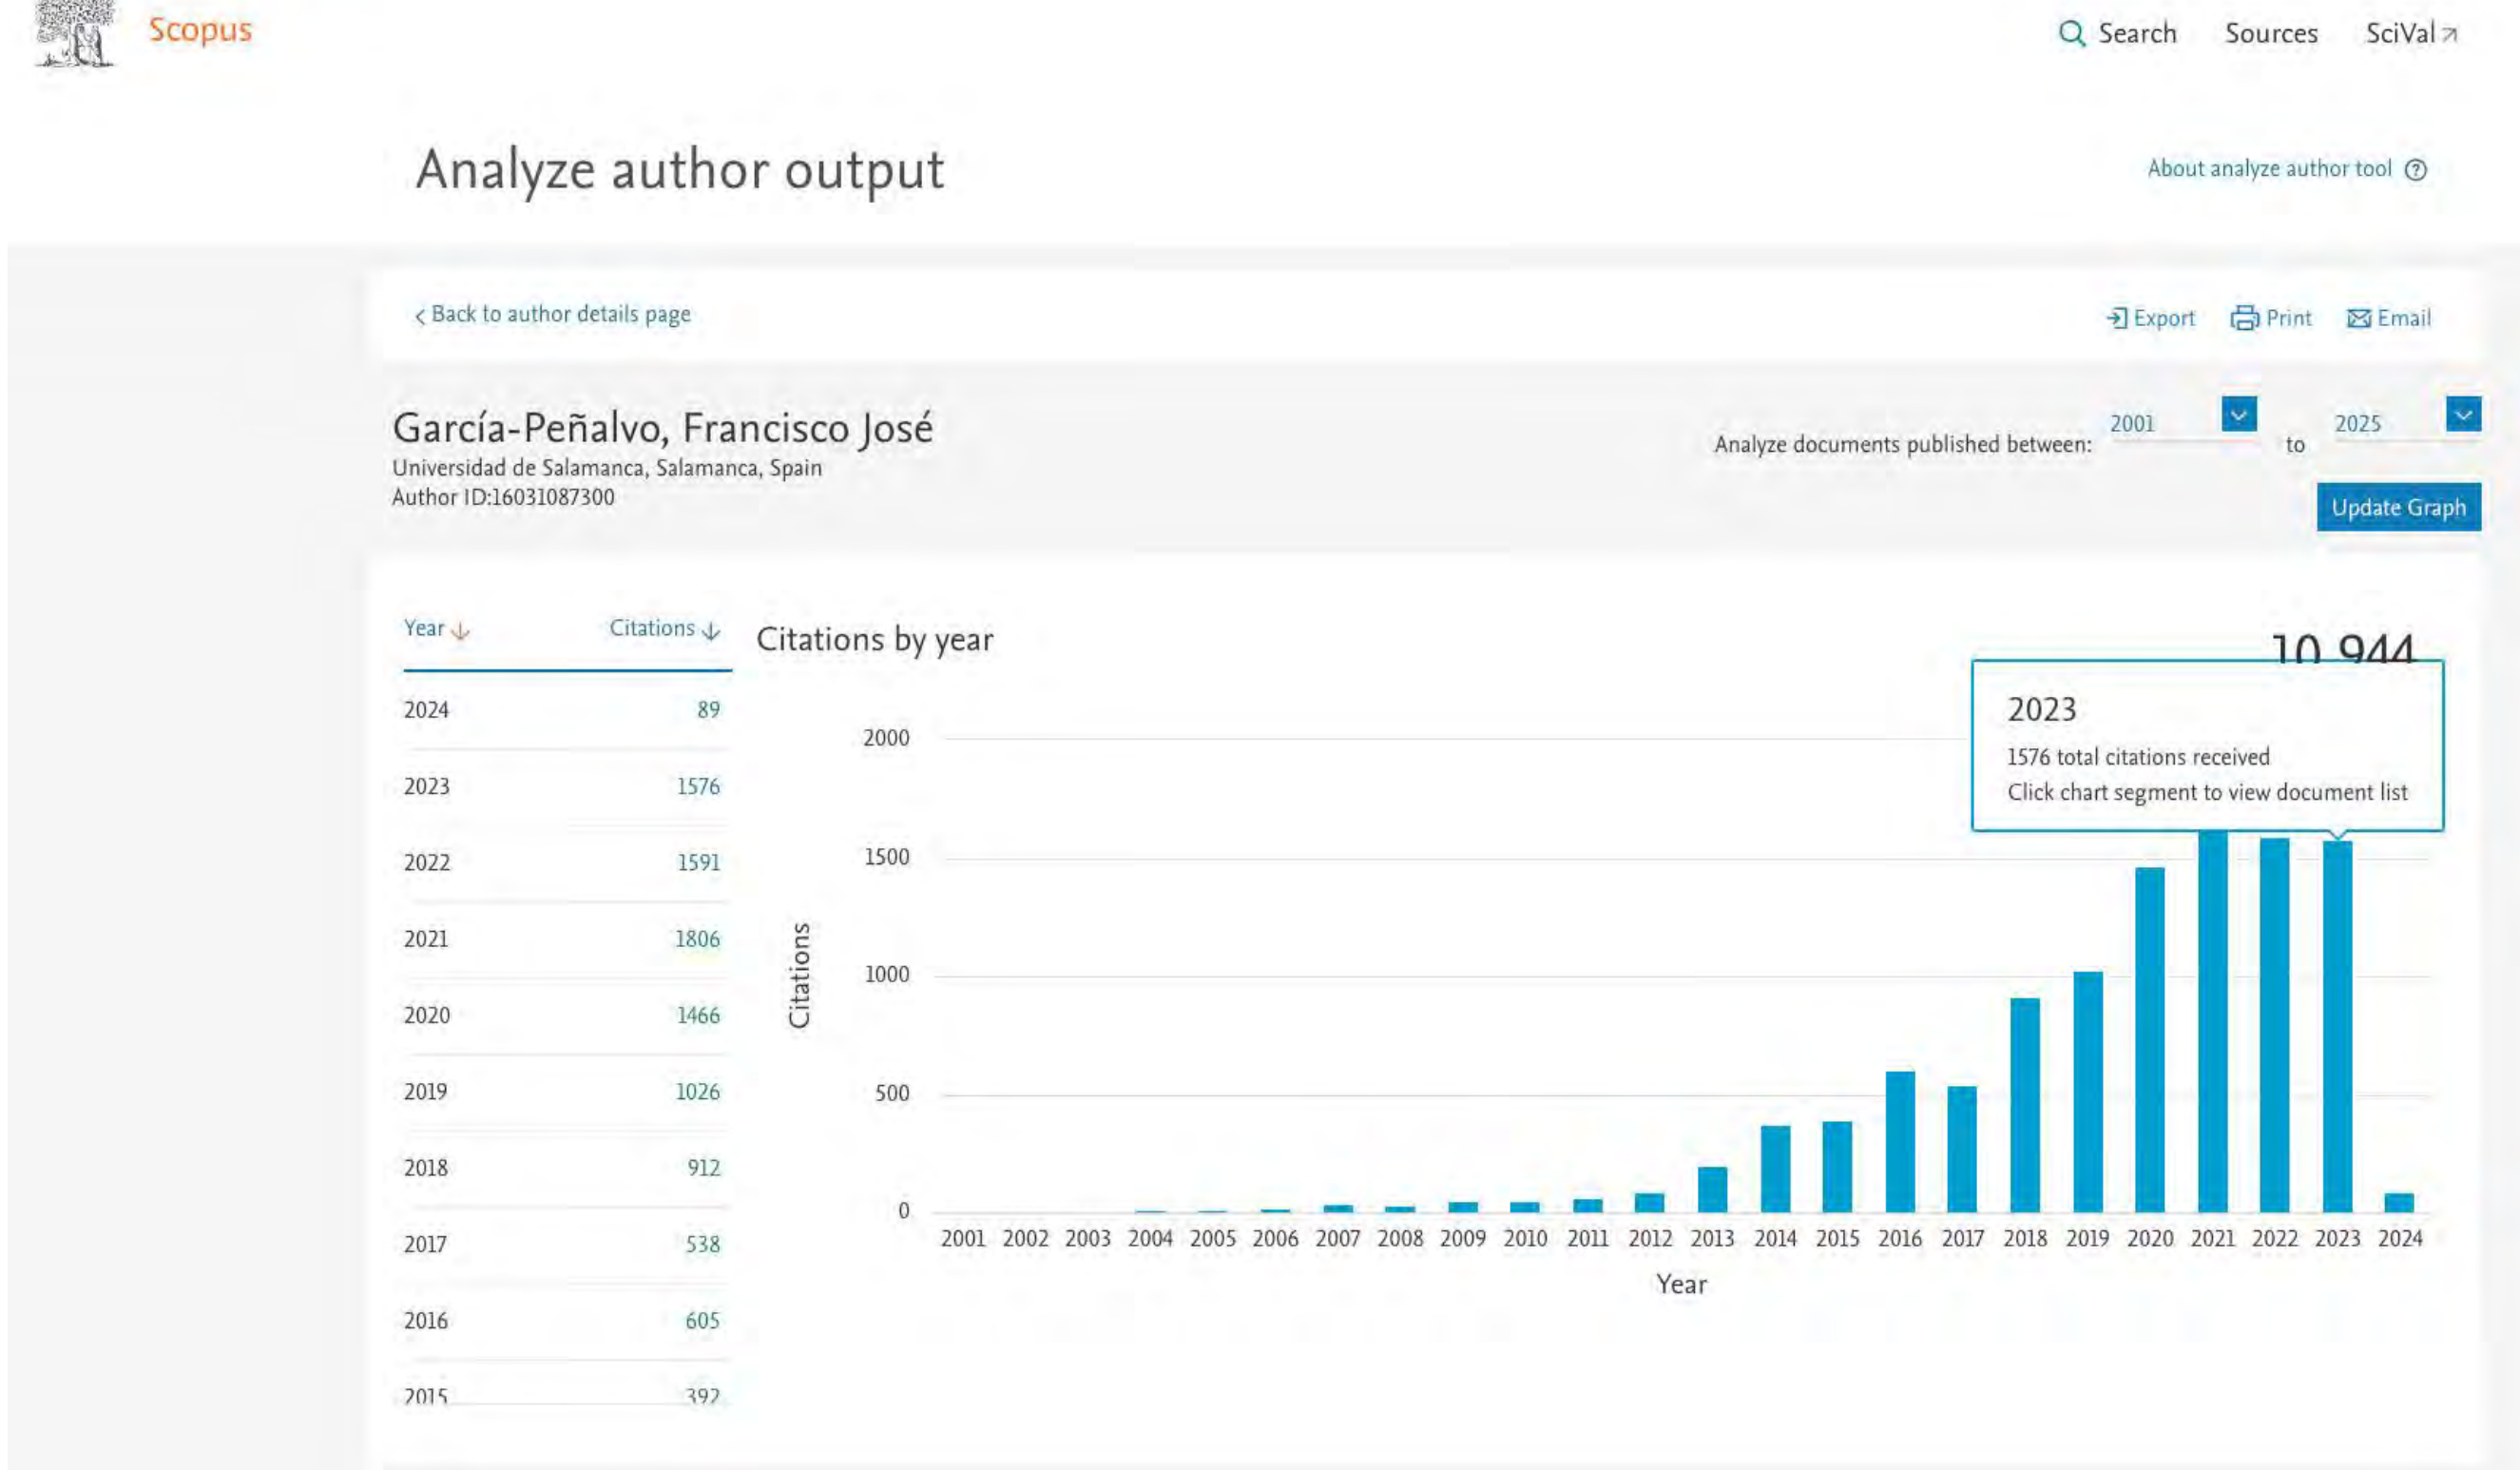 Scopus
Search Sources SciVal
Analyze author output
About analyze author tool
Back to author details page
Export Print Email
García-Peñalvo, Francisco José
Universidad de Salamanca, Salamanca, Spain
Author ID:16031087300
Analyze documents published between: 2001 to 2025
Update Graph
Year Citations
2024 89
2023 1576
2022 1591
2021 1806
2020 1466
2019 1026
2018 912
2017 538
2016 605
2015 392
Citations by year
10 944
2023
1576 total citations received
Click chart segment to view document list
2000
1500
1000
500
0
Citations
2001 2002 2003 2004 2005 2006 2007 2008 2009 2010 2011 2012 2013 2014 2015 2016 2017 2018 2019 2020 2021 2022 2023 2024
Year